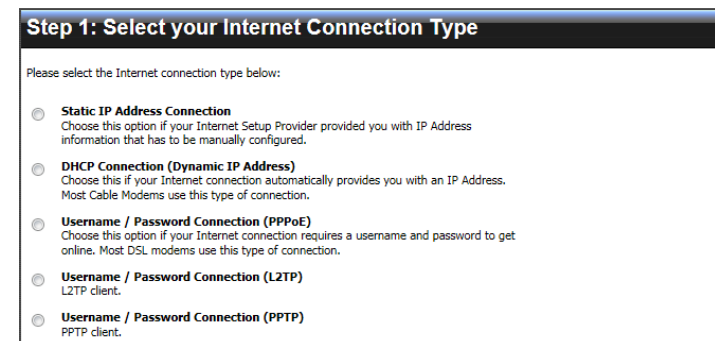 Step 1: Select your Internet Connection Type
Please select the Internet connection type below:
Static IP Address Connection
Choose this option if your Internet Setup Provider provided you with IP Address
information that has to be manually configured.
DHCP Connection (Dynamic IP Address)
Choose this if your Internet connection automatically provides you with an IP Address.
Most Cable Modems use this type of connection.
Username / Password Connection (PPPoE)
Choose this option if your Internet connection requires a username and password to get
online. Most DSL modems use this type of connection.
Username / Password Connection (L2TP)
L2TP client.
Username / Password Connection (PPTP)
PPTP client.